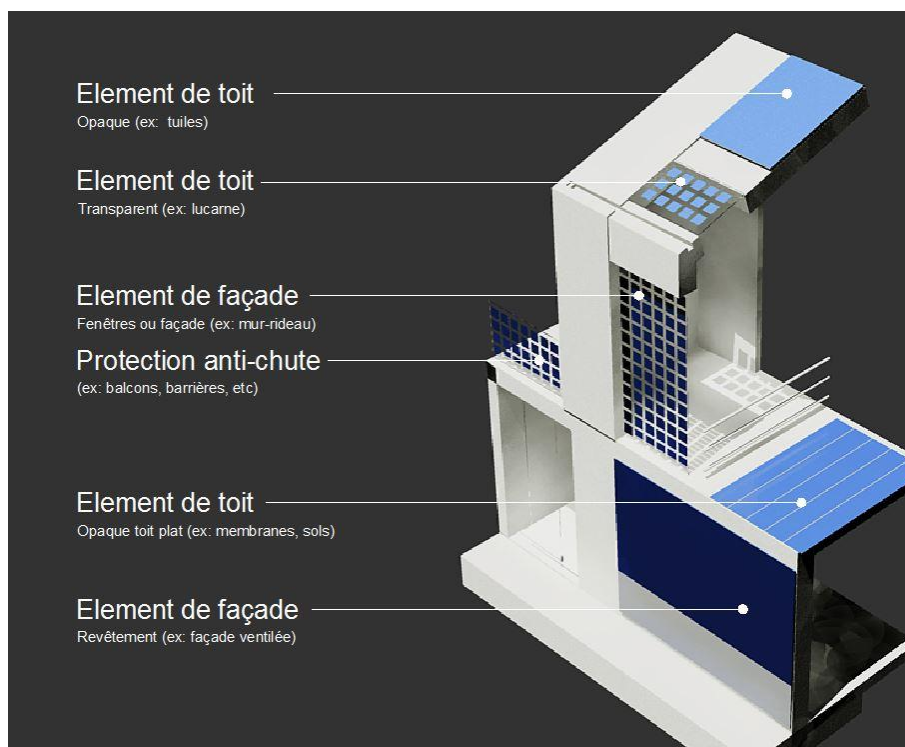 Element de toit
Opaque (ex: tuiles)
Element de toit
Transparent (ex: lucarne)
Element de façade
Fenêtres ou façade (ex: mur-rideau)
Protection anti-chute
(ex: balcons, barrières, etc)
Element de toit
Opaque toit plat (ex: membranes, sols)
Element de façade
Revêtement (ex: façade ventilée)